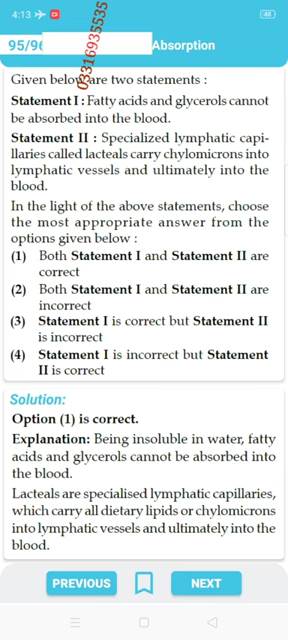 4:13
48
95/96
Absorption
03316935535
Given below are two statements :
Statement I : Fatty acids and glycerols cannot
be absorbed into the blood.
Statement II : Specialized lymphatic capi-
llaries called lacteals carry chylomicrons into
lymphatic vessels and ultimately into the
blood.
In the light of the above statements, choose
the most appropriate answer from the
options given below :
(1) Both Statement I and Statement II are
correct
(2) Both Statement I and Statement II are
incorrect
(3) Statement I is correct but Statement II
is incorrect
(4) Statement I is incorrect but Statement
II is correct
Solution:
Option (1) is correct.
Explanation: Being insoluble in water, fatty
acids and glycerols cannot be absorbed into
the blood.
Lacteals are specialised lymphatic capillaries,
which carry all dietary lipids or chylomicrons
into lymphatic vessels and ultimately into the
blood.
PREVIOUS
NEXT